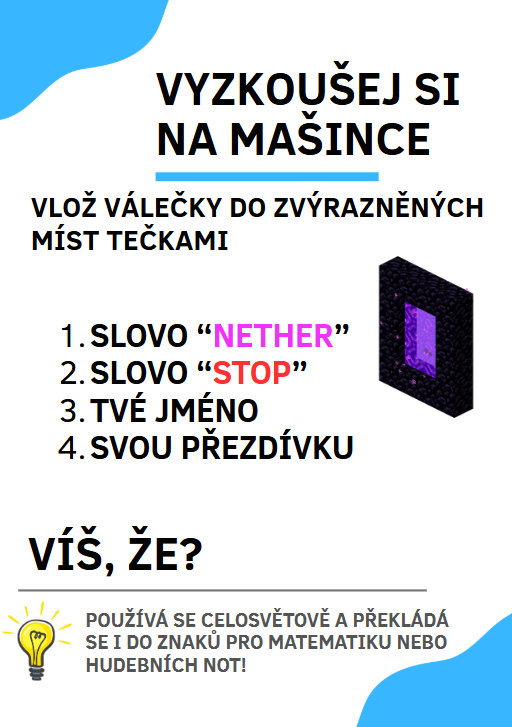 VYZKOUŠEJ SI
NA MAŠINCE
VLOŽ VÁLEČKY DO ZVÝRAZNĚNÝCH
MÍST TEČKAMI
1. SLOVO “NETHER”
2. SLOVO “STOP”
3. TVÉ JMÉNO
4. SVOU PŘEZDÍVKU
VÍŠ, ŽE?
POUŽÍVÁ SE CELOSVĚTOVĚ A PŘEKLÁDÁ
SE I DO ZNAKŮ PRO MATEMATIKU NEBO
HUDEBNÍCH NOT!